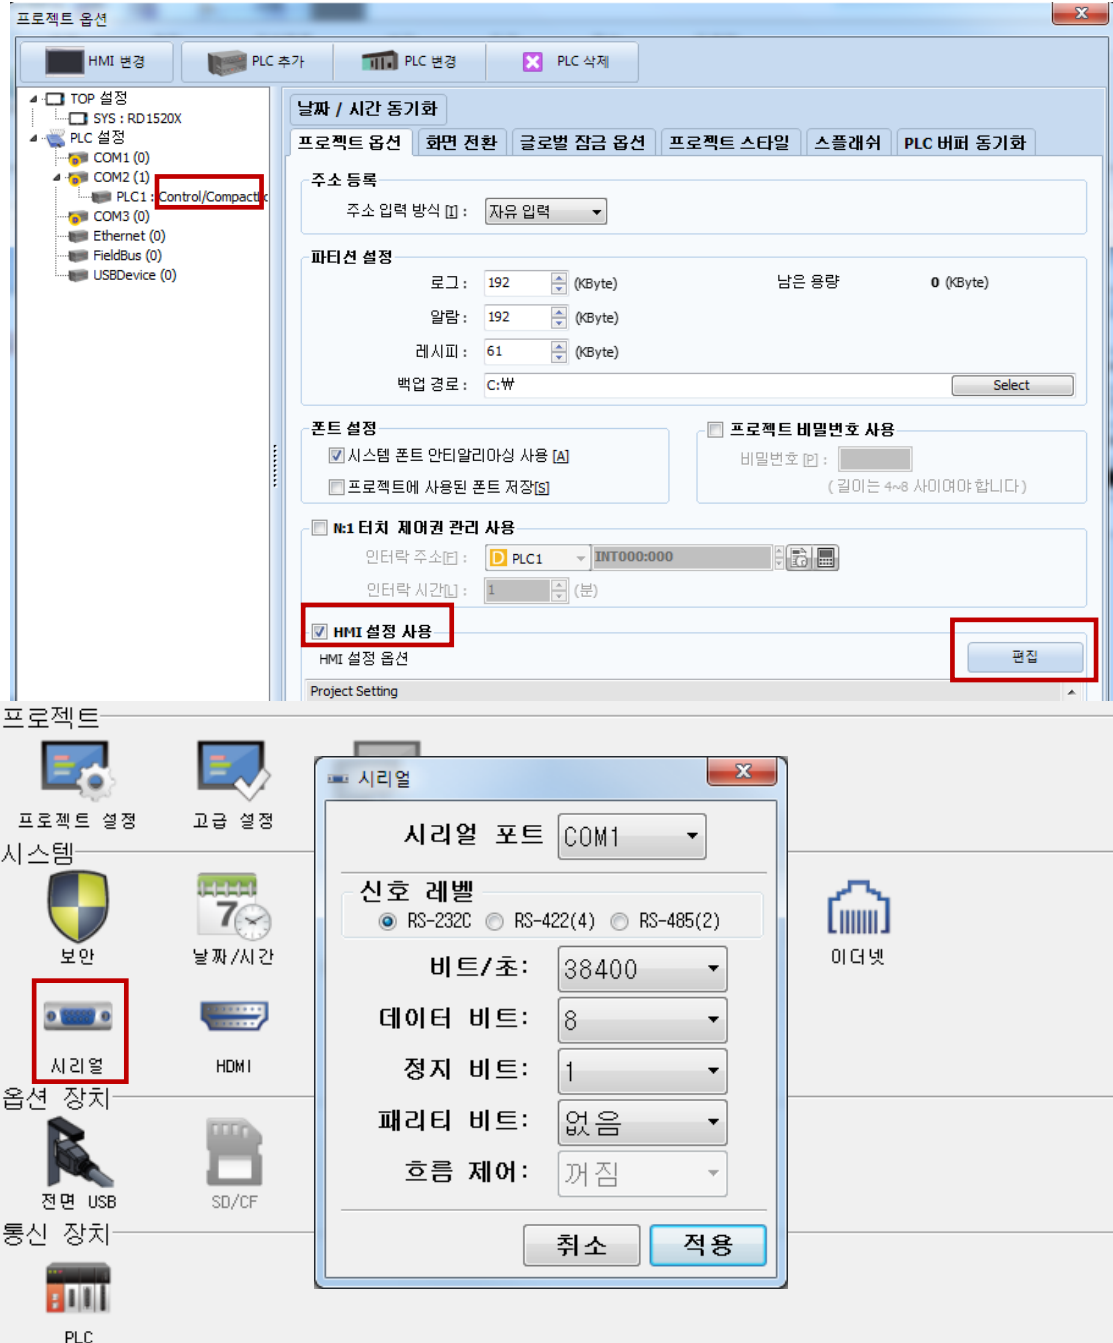 프로젝트 옵션
HMI 변경
PLC 추가
PLC 변경
PLC 삭제
TOP 설정
SYS : RD1520X
PLC 설정
COM1 (0)
COM2 (1)
PLC1 : Control/Compact
COM3 (0)
Ethernet (0)
FieldBus (0)
USBDevice (0)
날짜 / 시간 동기화
프로젝트 옵션
화면 전환
글로벌 잠금 옵션
프로젝트 스타일
스플래쉬
PLC 버퍼 동기화
주소 등록
주소 입력 방식 [I] : 자유 입력
파티션 설정
로그 : 192 (KByte)
남은 용량 0 (KByte)
알람 : 192 (KByte)
레시피 : 61 (KByte)
백업 경로 : C:₩ Select
폰트 설정
시스템 폰트 안티알리아싱 사용 [A]
프로젝트에 사용된 폰트 저장[S]
프로젝트 비밀번호 사용
비밀번호 [P] :
( 길이는 4~8 사이여야 합니다 )
N:1 터치 제어권 관리 사용
인터락 주소[F] : D PLC1 INT000:000
인터락 시간[L] : 1 (분)
HMI 설정 사용
HMI 설정 옵션
편집
Project Setting
프로젝트
프로젝트 설정
고급 설정
시스템
보안
날짜/시간
이더넷
시리얼
HDMI
옵션 장치
전면 USB
SD/CF
통신 장치
PLC
시리얼
시리얼 포트 COM1
신호 레벨
RS-232C RS-422(4) RS-485(2)
비트/초: 38400
데이터 비트: 8
정지 비트: 1
패리티 비트: 없음
흐름 제어: 꺼짐
취소 적용